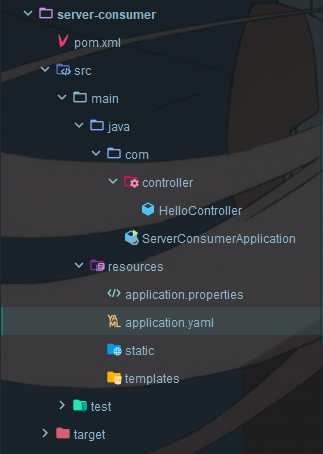 server-consumer
pom.xml
src
main
java
com
controller
HelloController
ServerConsumerApplication
resources
application.properties
application.yaml
static
templates
test
target